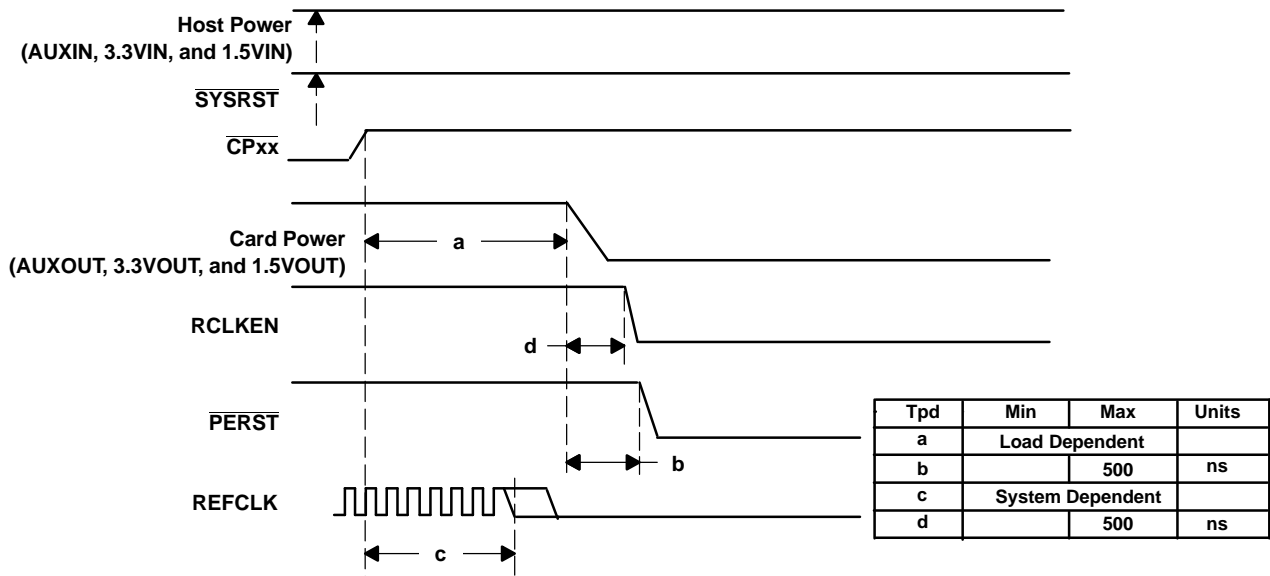 Host Power
(AUXIN, 3.3VIN, and 1.5VIN)
SYSRST
CPxx
Card Power
(AUXOUT, 3.3VOUT, and 1.5VOUT)
a
RCLKEN
d
PERST
b
REFCLK
c
Tpd Min Max Units
a Load Dependent
b 500 ns
c System Dependent
d 500 ns